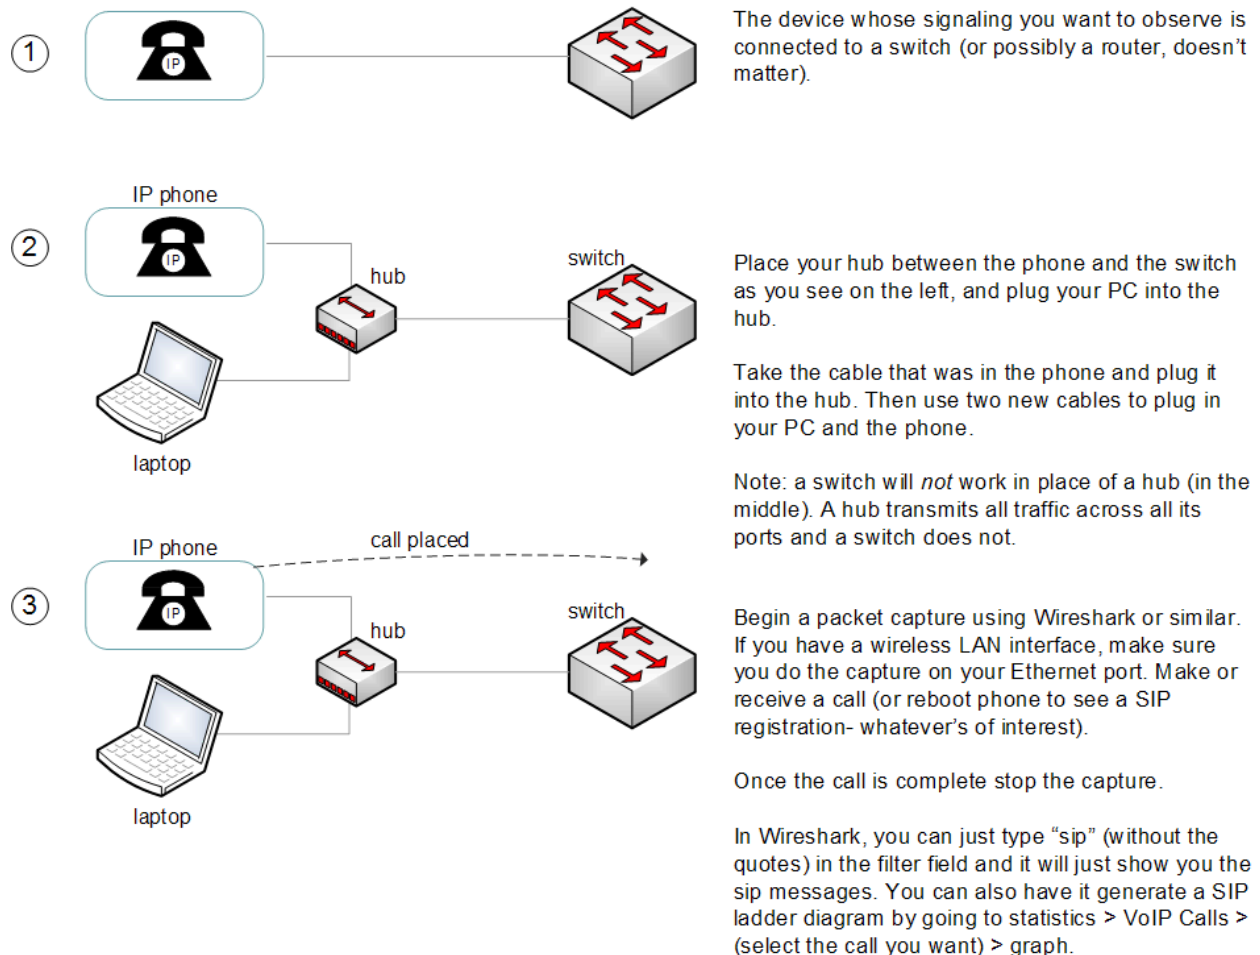 1
IP
The device whose signaling you want to observe is
connected to a switch (or possibly a router, doesn't
matter).
2
IP phone
IP
hub
switch
laptop
Place your hub between the phone and the switch
as you see on the left, and plug your PC into the
hub.
Take the cable that was in the phone and plug it
into the hub. Then use two new cables to plug in
your PC and the phone.
Note: a switch will not work in place of a hub (in the
middle). A hub transmits all traffic across all its
ports and a switch does not.
3
IP phone
IP
call placed
hub
switch
laptop
Begin a packet capture using Wireshark or similar.
If you have a wireless LAN interface, make sure
you do the capture on your Ethernet port. Make or
receive a call (or reboot phone to see a SIP
registration- whatever's of interest).
Once the call is complete stop the capture.
In Wireshark, you can just type “sip” (without the
quotes) in the filter field and it will just show you the
sip messages. You can also have it generate a SIP
ladder diagram by going to statistics > VoIP Calls >
(select the call you want) > graph.